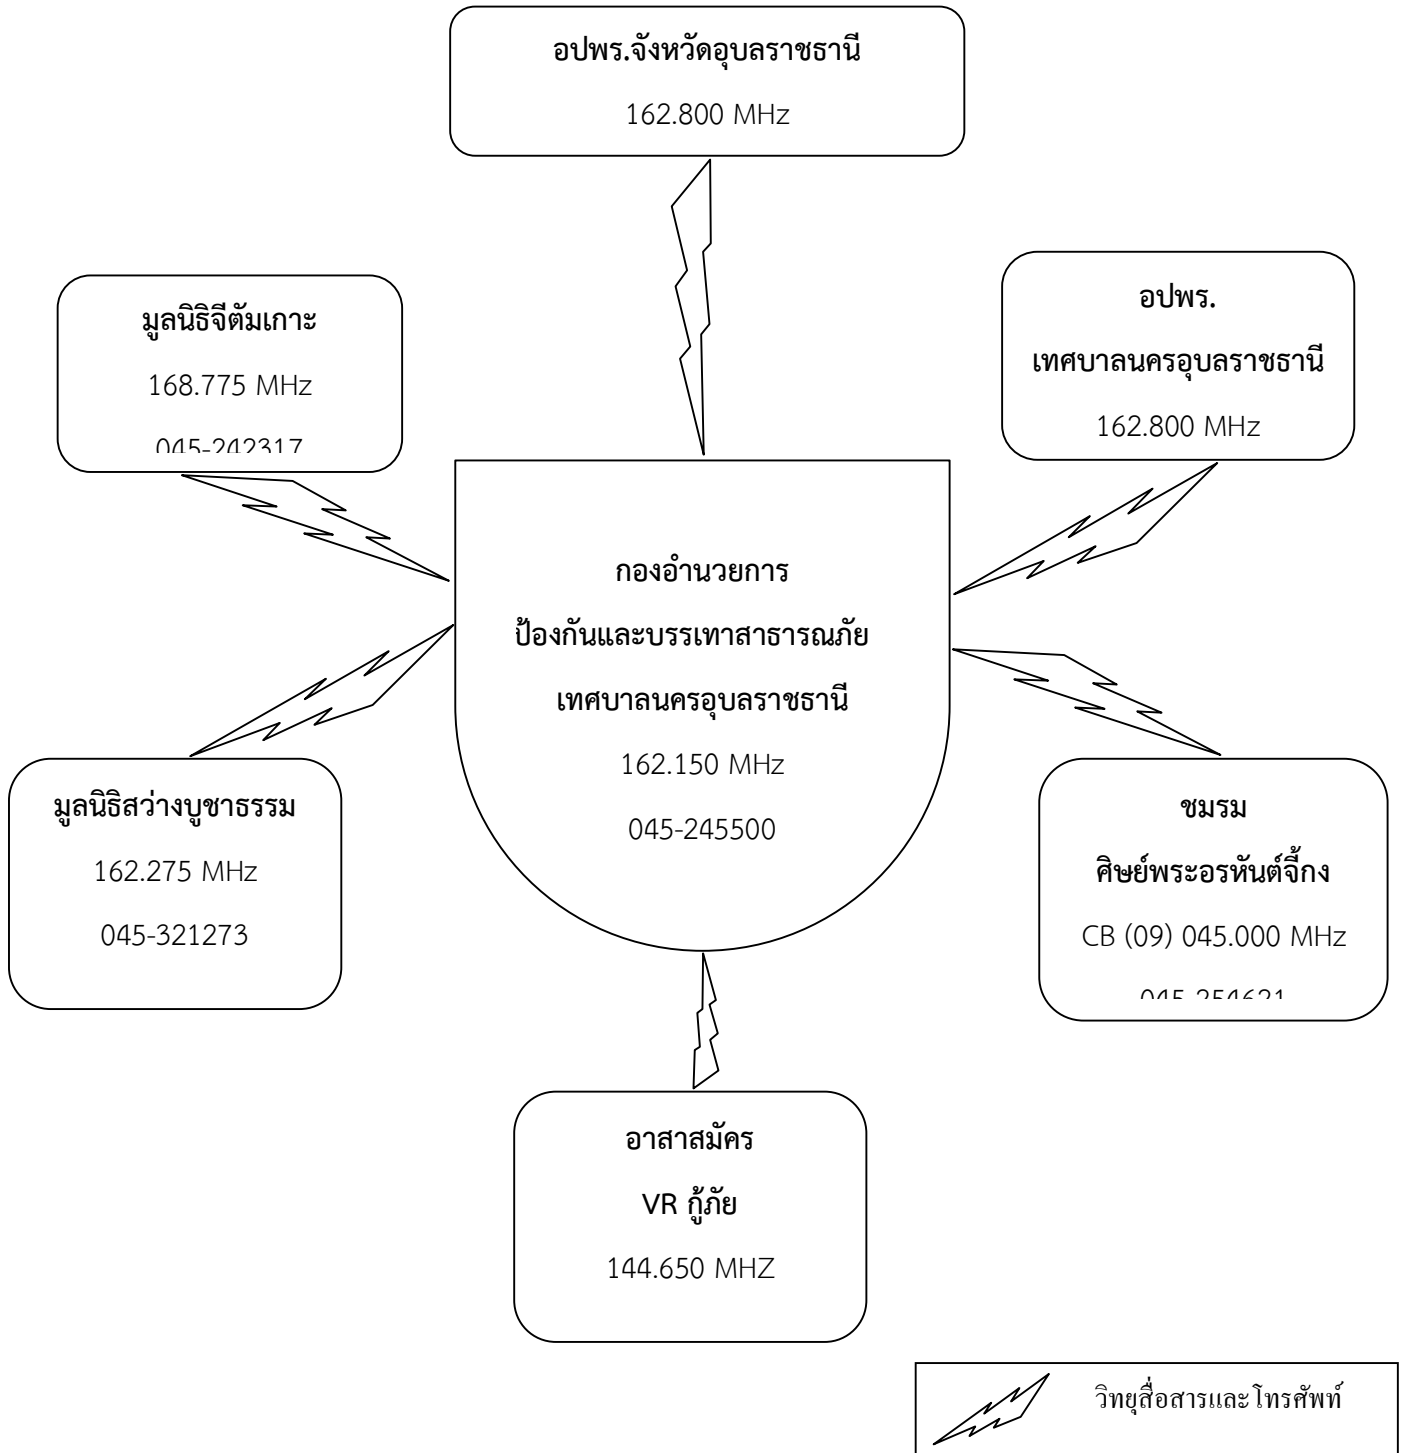 อปพร.จังหวัดอุบลราชธานี
162.800 MHz
มูลนิธิจีตัมเกาะ
168.775 MHz
045-242317
อปพร.
เทศบาลนครอุบลราชธานี
162.800 MHz
กองอำนวยการ
ป้องกันและบรรเทาสาธารณภัย
เทศบาลนครอุบลราชธานี
162.150 MHz
045-245500
มูลนิธิสว่างบูชาธรรม
162.275 MHz
045-321273
ชมรม
ศิษย์พระอรหันต์จี้กง
CB (09) 045.000 MHz
อาสาสมัคร
VR กู้ภัย
144.650 MHZ
วิทยุสื่อสารและโทรศัพท์